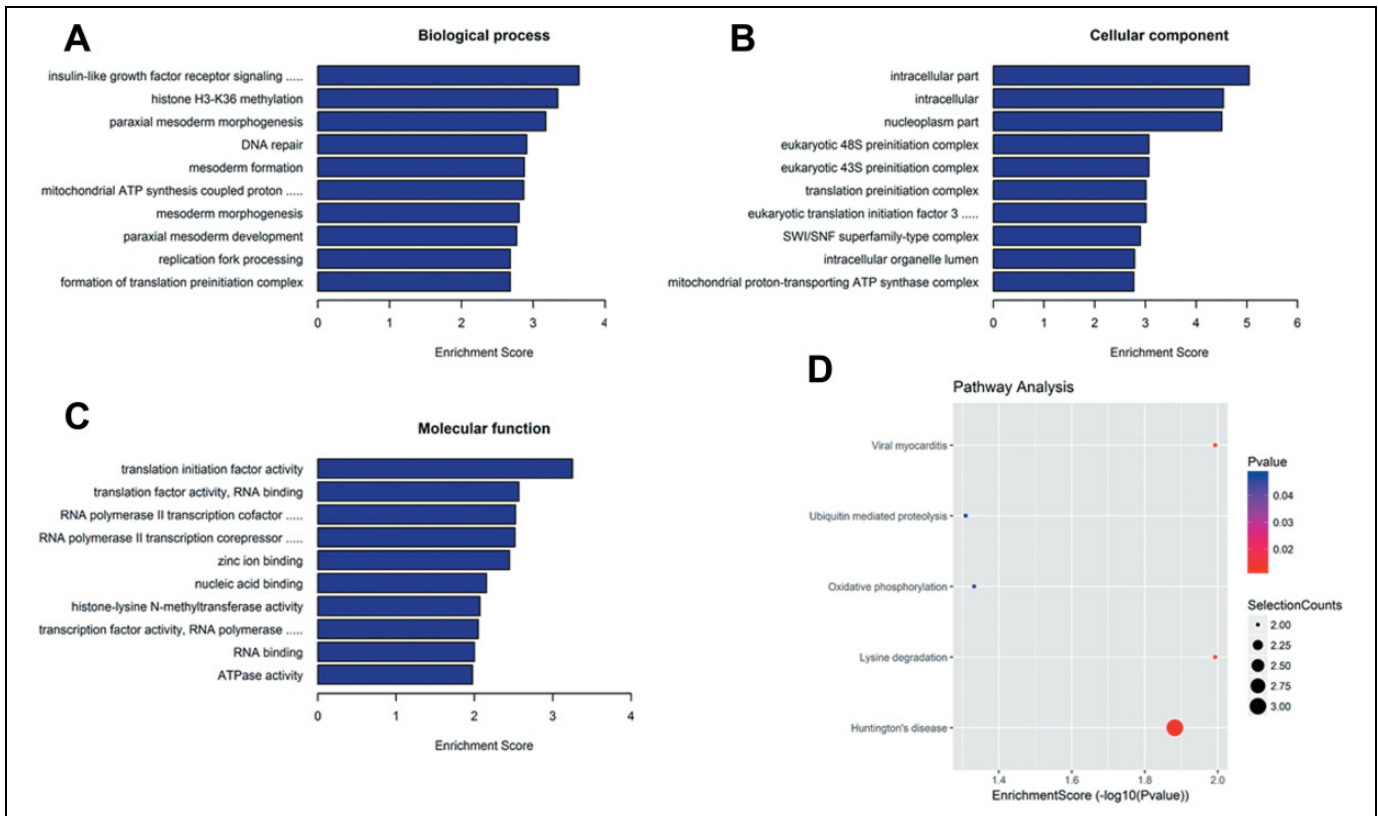 A
Biological process
insulin-like growth factor receptor signaling .....
histone H3-K36 methylation
paraxial mesoderm morphogenesis
DNA repair
mesoderm formation
mitochondrial ATP synthesis coupled proton .....
mesoderm morphogenesis
paraxial mesoderm development
replication fork processing
formation of translation preinitiation complex
0 1 2 3 4
Enrichment Score
B
Cellular component
intracellular part
intracellular
nucleoplasm part
eukaryotic 48S preinitiation complex
eukaryotic 43S preinitiation complex
translation preinitiation complex
eukaryotic translation initiation factor 3 .....
SWI/SNF superfamily-type complex
intracellular organelle lumen
mitochondrial proton-transporting ATP synthase complex
0 1 2 3 4 5 6
Enrichment Score
C
Molecular function
translation initiation factor activity
translation factor activity, RNA binding
RNA polymerase II transcription cofactor .....
RNA polymerase II transcription corepressor .....
zinc ion binding
nucleic acid binding
histone-lysine N-methyltransferase activity
transcription factor activity, RNA polymerase .....
RNA binding
ATPase activity
0 1 2 3 4
Enrichment Score
D
Pathway Analysis
Viral myocarditis
Ubiquitin mediated proteolysis
Oxidative phosphorylation
Lysine degradation
Huntington's disease
1.4 1.6 1.8 2.0
EnrichmentScore (-log10(Pvalue))
Pvalue
0.04
0.03
0.02
SelectionCounts
2.00
2.25
2.50
2.75
3.00